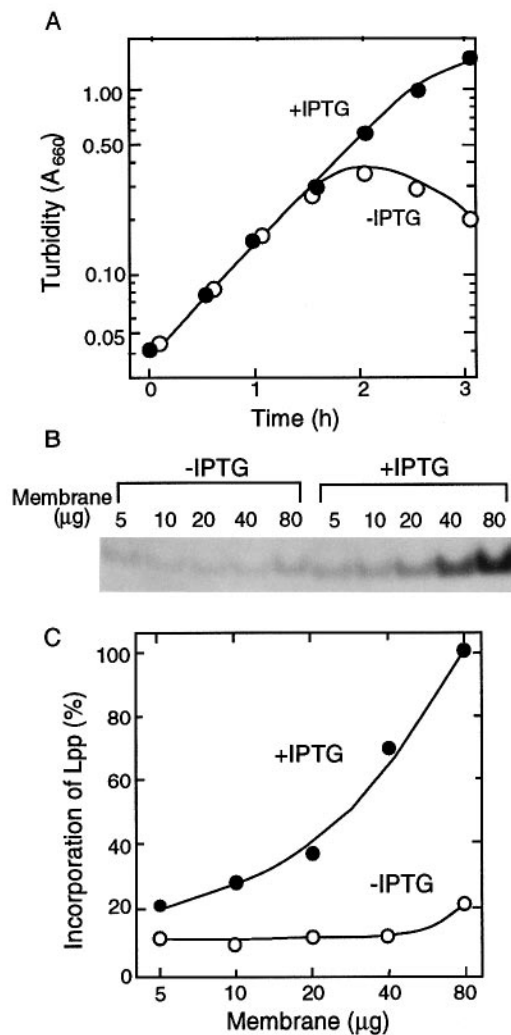 A
Turbidity (A660)
1.00
0.50
0.10
0.05
+IPTG
-IPTG
0 1 2 3
Time (h)
B
-IPTG +IPTG
Membrane
(μg) 5 10 20 40 80 5 10 20 40 80
C
Incorporation of Lpp (%)
100
80
60
40
20
0
+IPTG
-IPTG
5 10 20 40 80
Membrane (μg)